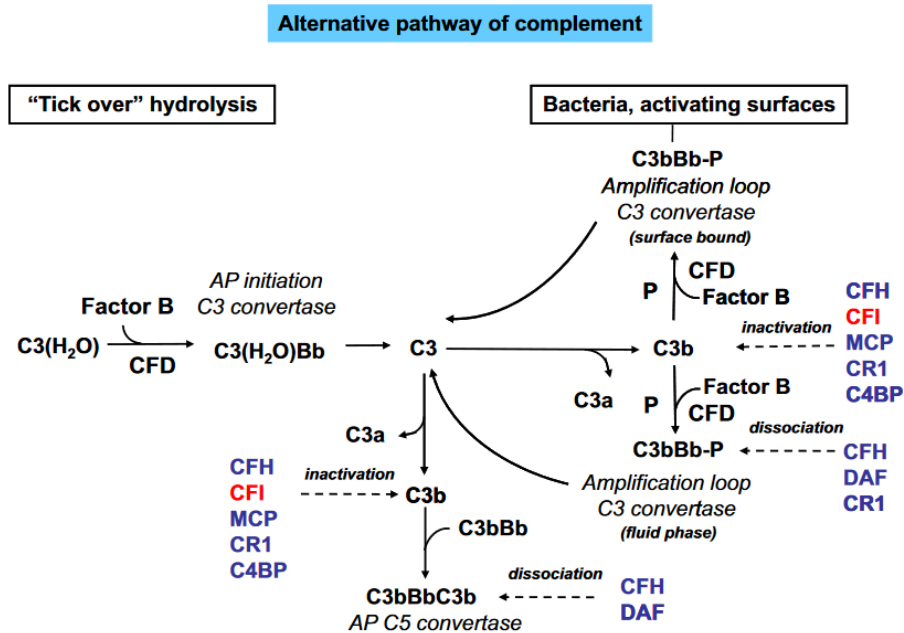 Alternative pathway of complement
“Tick over” hydrolysis
Bacteria, activating surfaces
C3bBb-P
Amplification loop
C3 convertase
(surface bound)
AP initiation
C3 convertase
Factor B
C3(H₂O)
CFD
C3(H₂O)Bb
C3
C3a
C3b
P
CFD
Factor B
inactivation
CFH
CFI
MCP
CR1
C4BP
P
Factor B
CFD
C3bBb-P
Amplification loop
C3 convertase
(fluid phase)
dissociation
CFH
DAF
CR1
C3a
CFH
CFI
MCP
CR1
C4BP
inactivation
C3b
C3bBb
C3bBbC3b
AP C5 convertase
dissociation
CFH
DAF